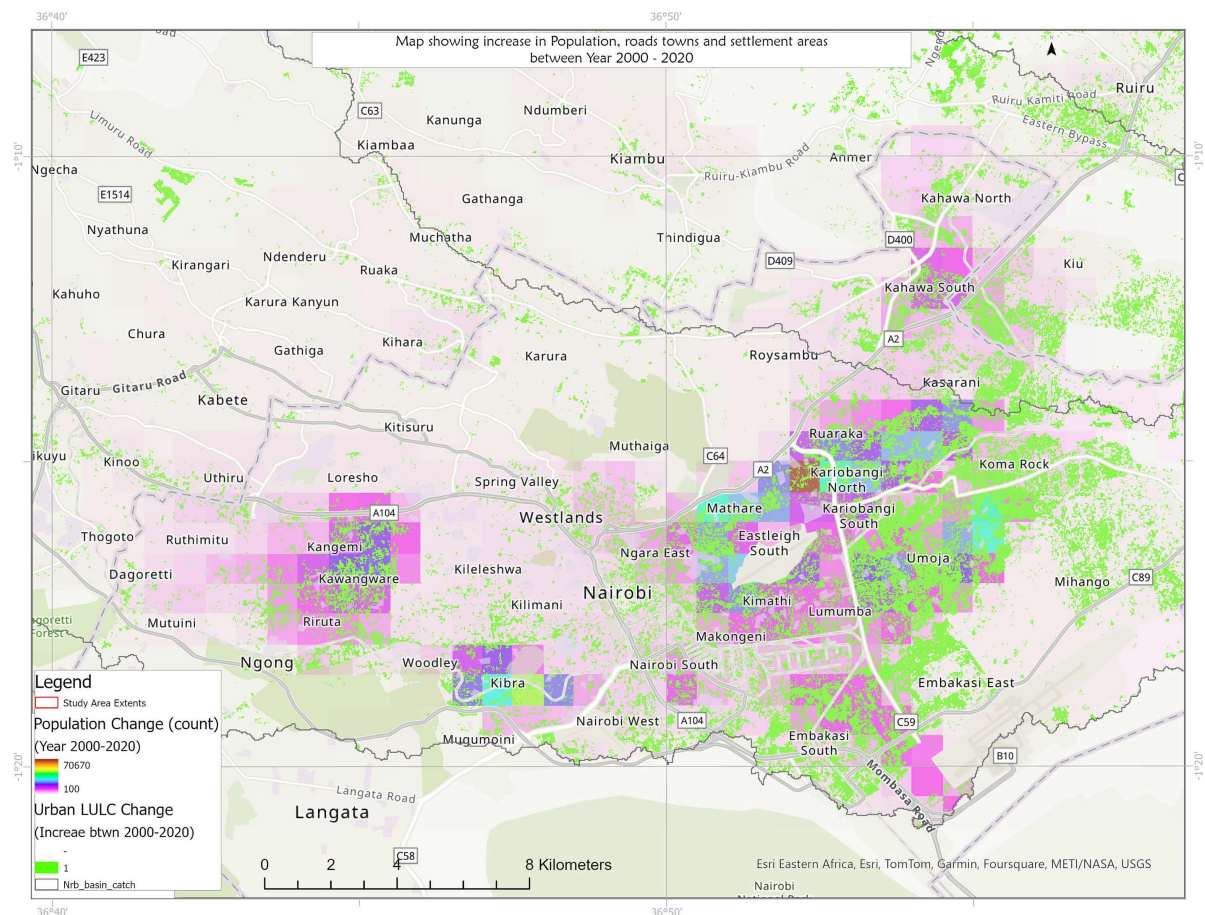 36°40'
36°50'
Map showing increase in Population, roads towns and settlement areas
between Year 2000 - 2020
E423
Ngend
Ruiru
C63
Ndumberi
Kanunga
Limuru Road
Ruiru Kamiti Road
Eastern Bypass
Kiambaa
-1°10'
Kiambu
Anmer
-1°10'
Ngecha
Ruiru-Kiambu Road
C
E1514
Gathanga
Kahawa North
Nyathuna
Muchatha
Thindigua
D400
Ndenderu
D409
Kirangari
Ruaka
Kiu
Kahuho
Karura Kanyun
Kahawa South
Chura
Kihara
A2
Gathiga
Karura
Roysambu
Gitaru
Gitaru Road
Kasarani
Kabete
Kitisuru
Ruaraka
Muthaiga
ikuyu
Kinoo
C64
Koma Rock
A2
Kariobangi
North
Uthiru
Loresho
Spring Valley
Mathare
Kariobangi
South
A104
Westlands
Thogoto
Ruthimitu
Kangemi
Eastleigh
South
Ngara East
Umoja
Dagoretti
Kawangware
Kileleshwa
Mihango
C89
Nairobi
Kilimani
Kimathi
Lumumba
agoretti
Forest
Mutuini
Riruta
Makongeni
Ngong
Woodley
Nairobi South
Kibra
Embakasi East
Nairobi West
A104
C59
Mugumoini
Embakasi
South
B10
-1°20'
-1°20'
Mombasa Road
Langata Road
Langata
C58
Legend
Study Area Extents
Population Change (count)
(Year 2000-2020)
70670
100
Urban LULC Change
(Increae btwn 2000-2020)
-
1
Nrb_basin_catch
0 2 4 8 Kilometers
Esri Eastern Africa, Esri, TomTom, Garmin, Foursquare, METI/NASA, USGS
Nairobi
36°40'
36°50'